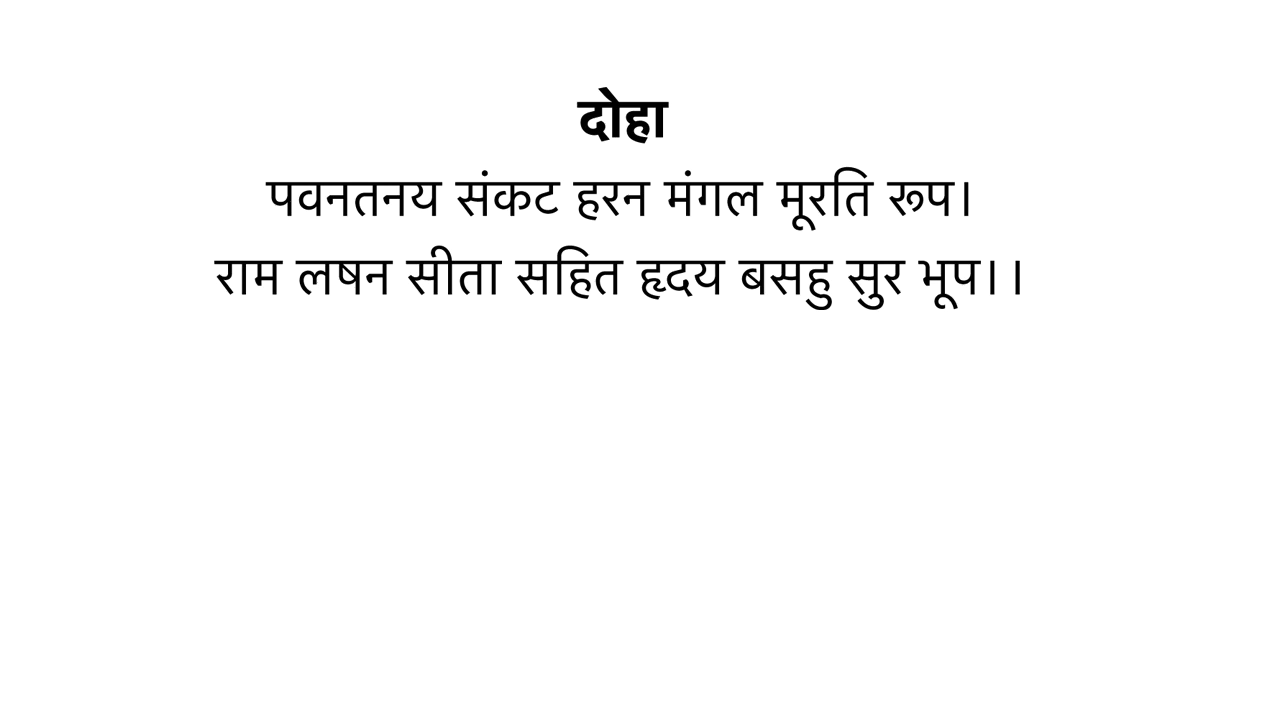 दोहा
पवनतनय संकट हरन मंगल मूरति रूप।
राम लषन सीता सहित हृदय बसहु सुर भूप।।